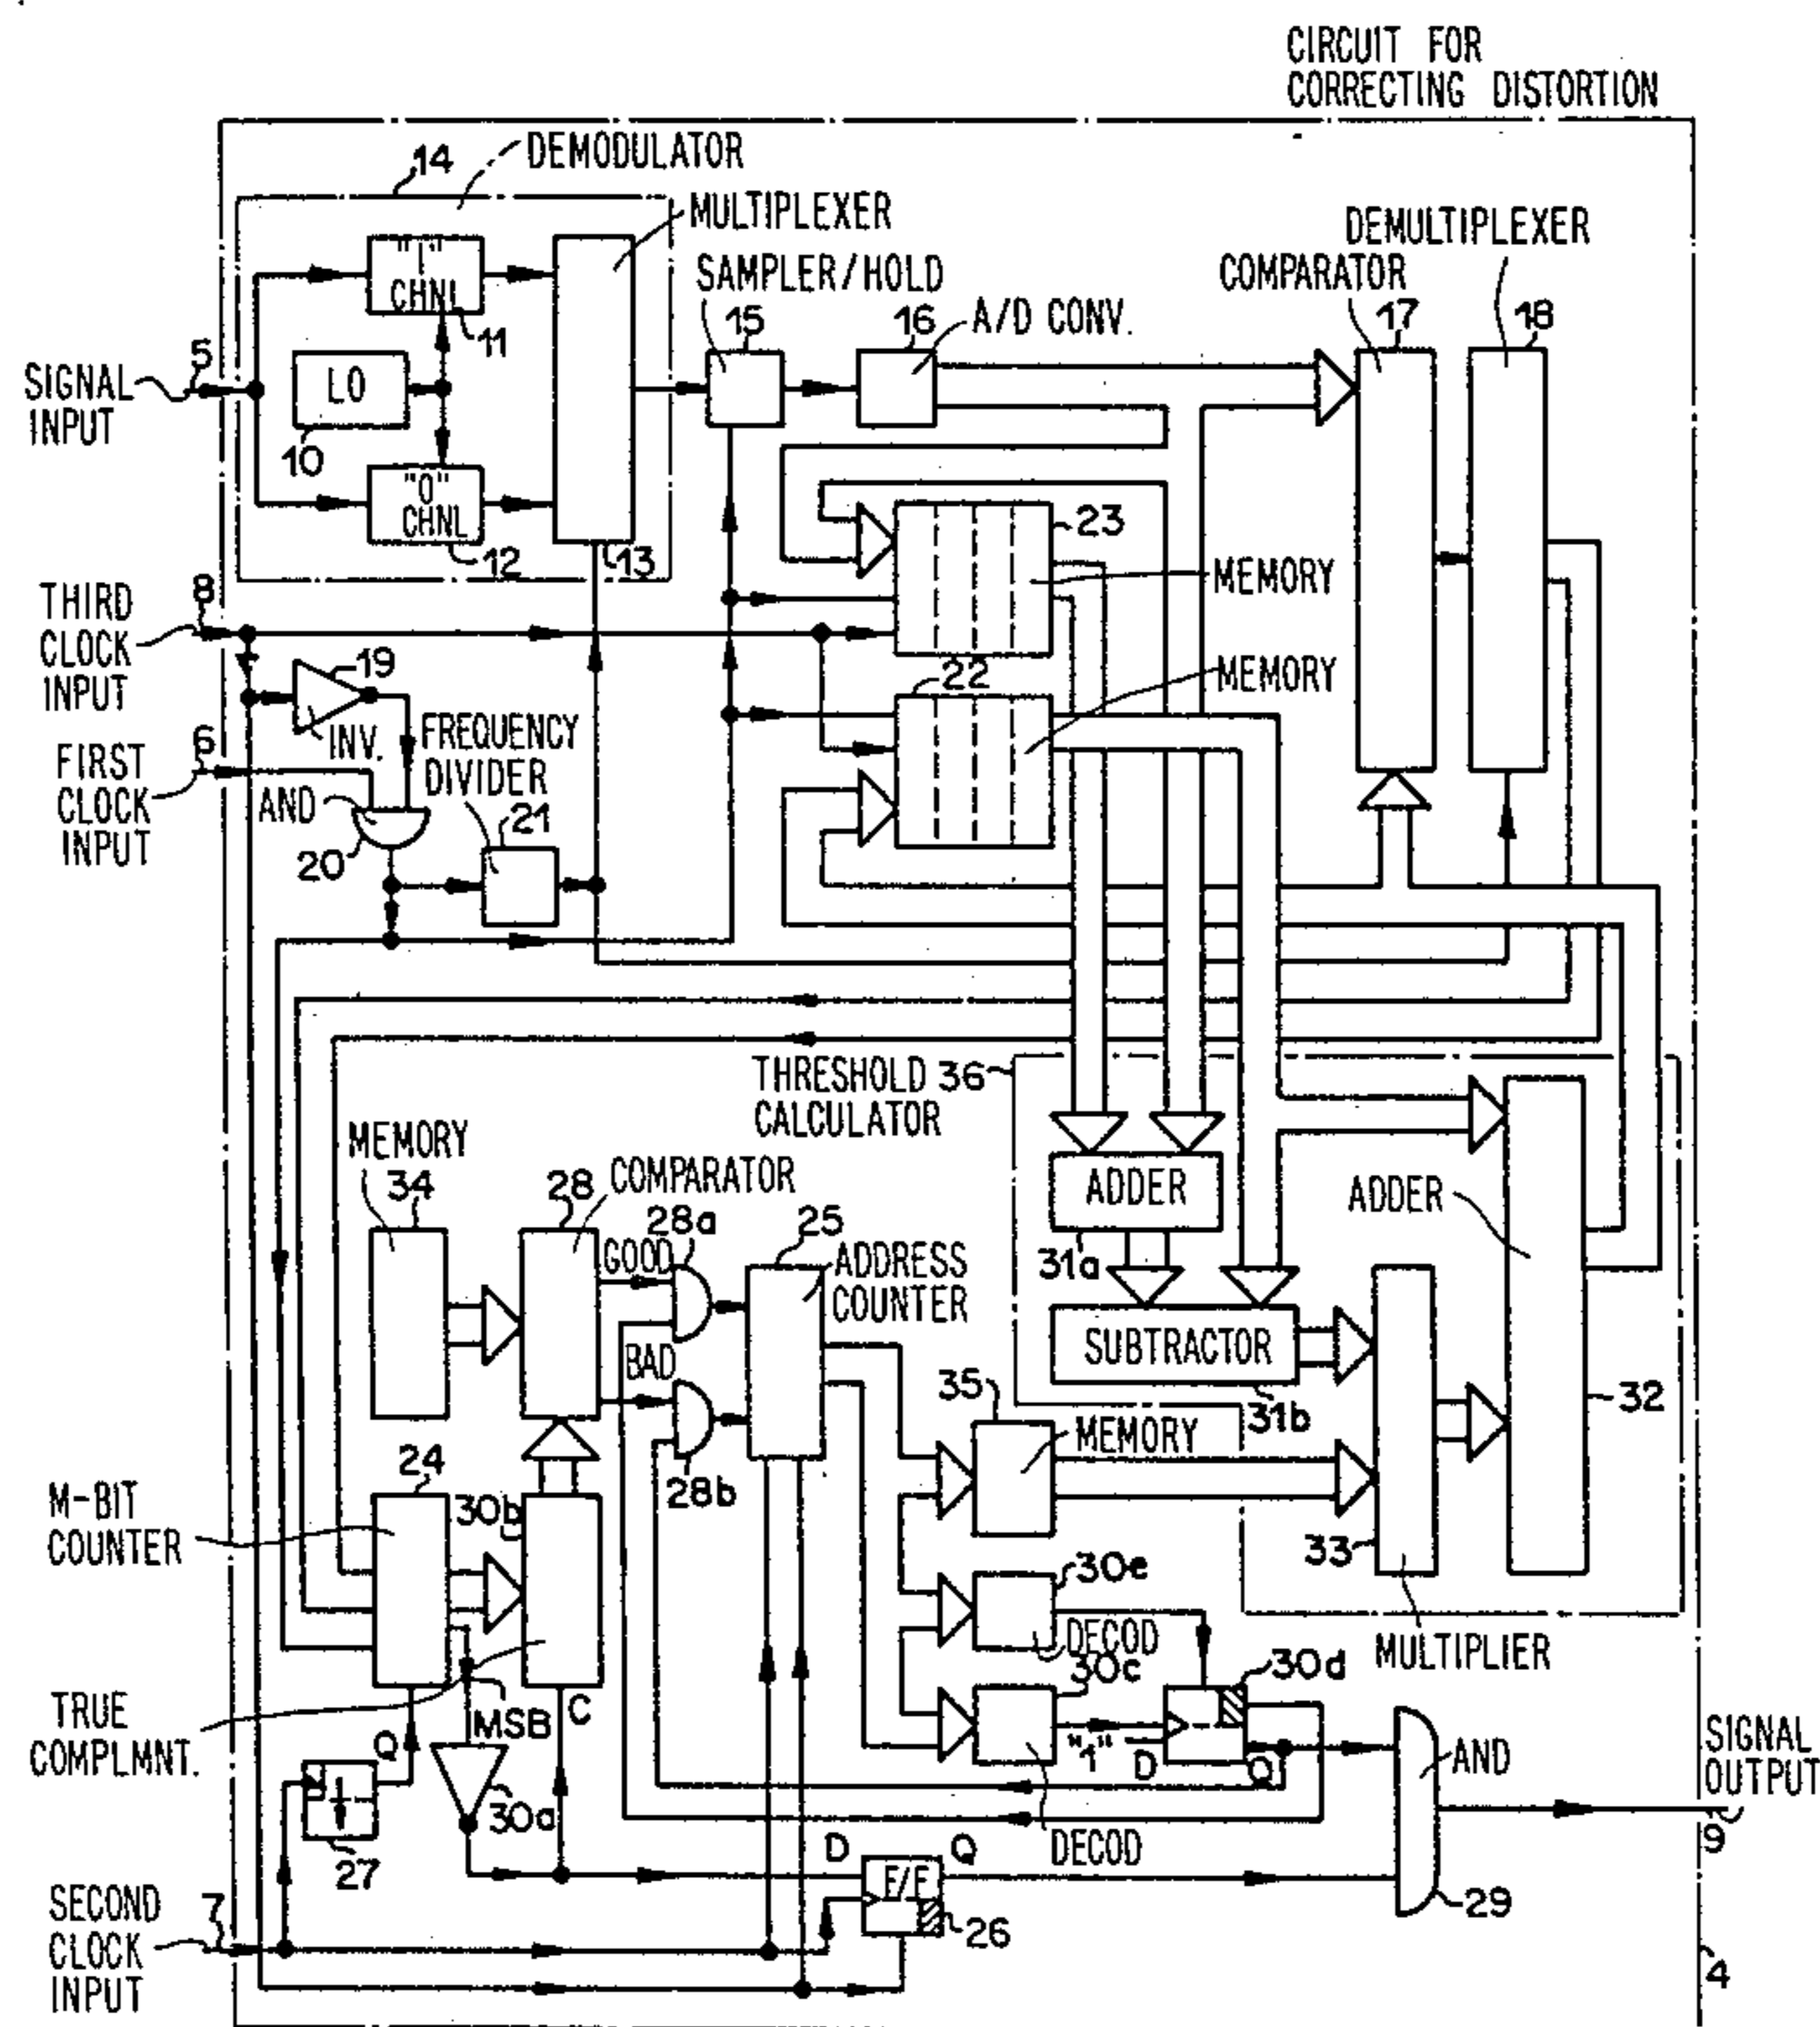 CIRCUIT FOR
CORRECTING DISTORTION
14
DEMODULATOR
MULTIPLEXER
"1"
CHNL
11
SAMPLER/HOLD
15
16
A/D CONV.
COMPARATOR
17
DEMULTIPLEXER
18
SIGNAL
INPUT
5
LO
10
"0"
CHNL
12
13
23
MEMORY
THIRD
CLOCK
INPUT
8
19
INV.
22
MEMORY
FIRST
CLOCK
INPUT
6
AND
20
FREQUENCY
DIVIDER
21
THRESHOLD
CALCULATOR
36
MEMORY
34
28
COMPARATOR
28a
GOOD
25
ADDRESS
COUNTER
BAD
28b
ADDER
31a
ADDER
SUBTRACTOR
31b
32
35
MEMORY
33
MULTIPLIER
M-BIT
COUNTER
24
30b
30e
DECOD
30c
30d
TRUE
COMPLMNT.
MSB
C
Q
30a
27
"1"
D
Q
DECOD
AND
SIGNAL
OUTPUT
9
29
SECOND
CLOCK
INPUT
7
D
Q
F/F
26
4